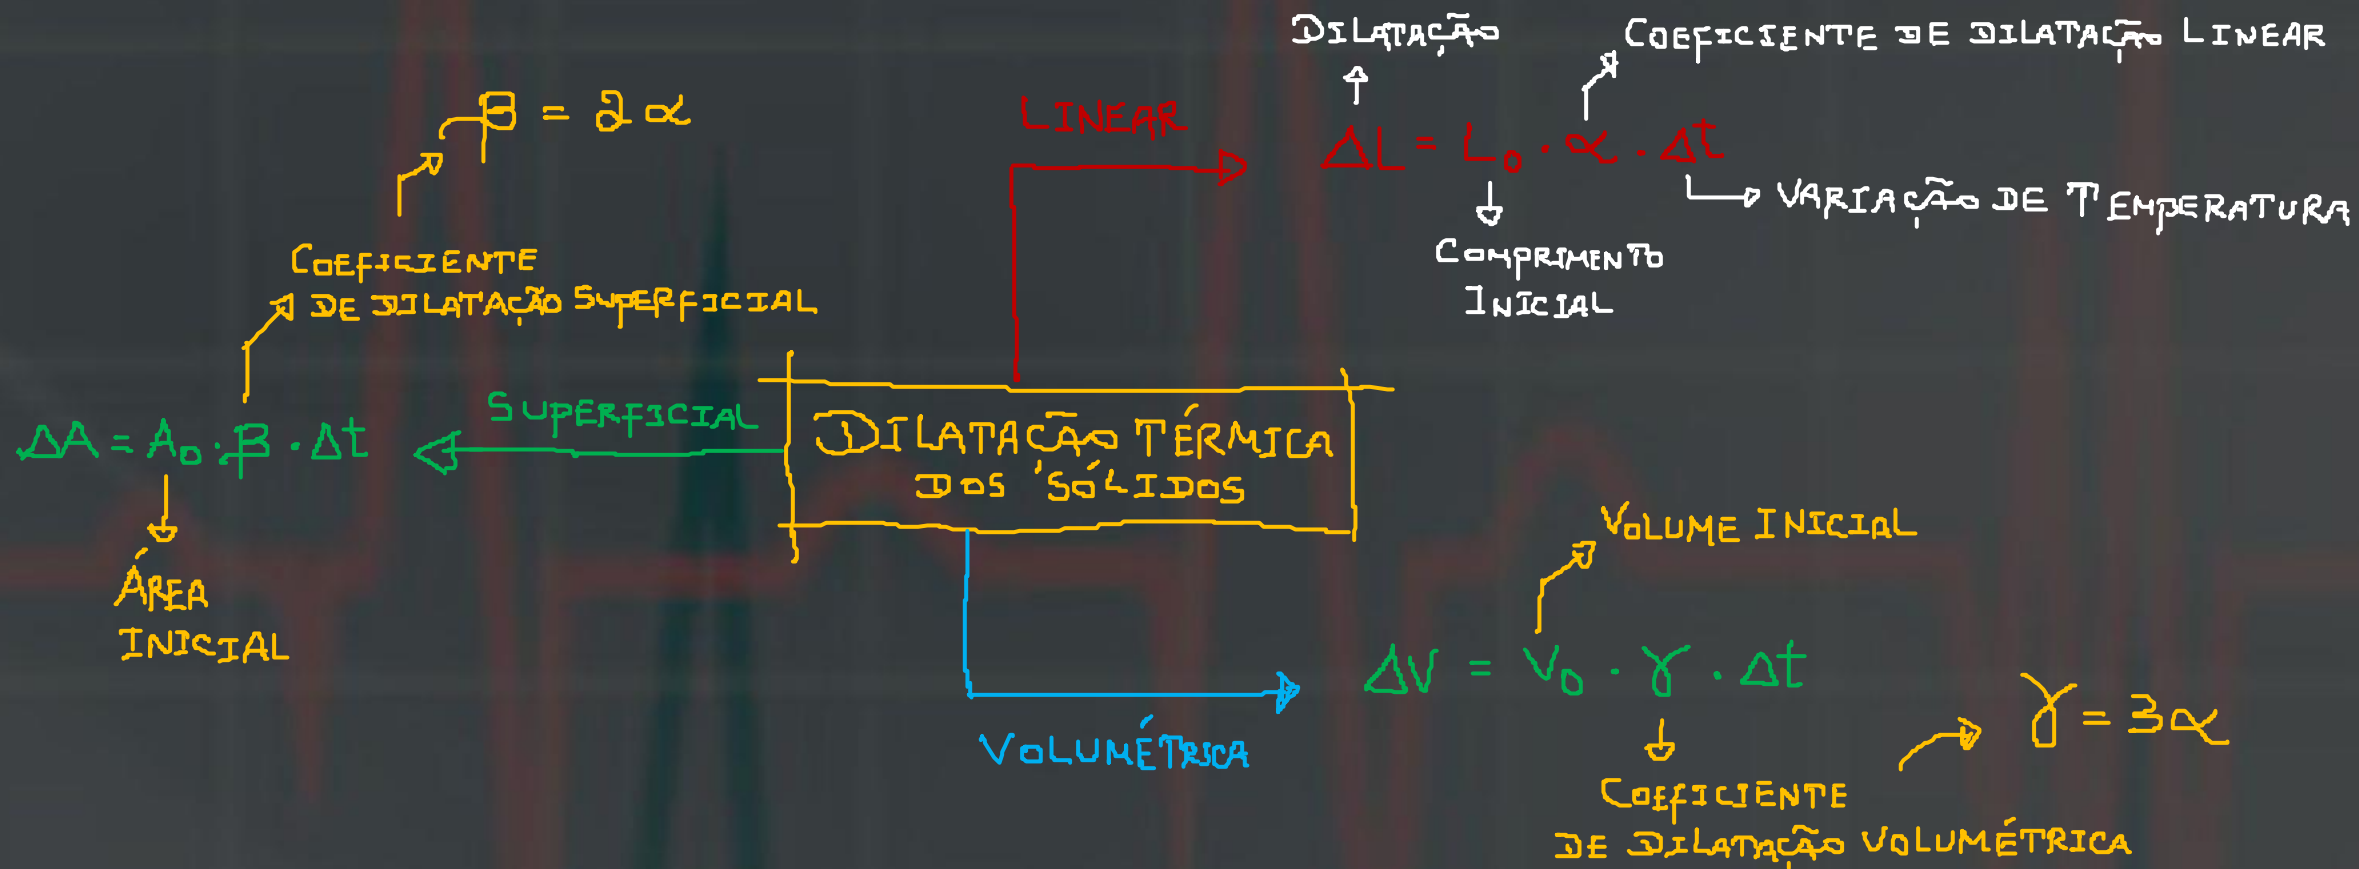 DILATAÇÃO
COEFICIENTE DE DILATAÇÃO LINEAR
LINEAR
ΔL = L₀ . α . Δt
VARIAÇÃO DE TEMPERATURA
COMPRIMENTO
INICIAL
β = 2α
COEFICIENTE
DE DILATAÇÃO SUPERFICIAL
SUPERFICIAL
ΔA = A₀ . β . Δt
ÁREA
INICIAL
DILATAÇÃO TÉRMICA
DOS SÓLIDOS
VOLUME INICIAL
ΔV = V₀ . γ . Δt
VOLUMÉTRICA
γ = 3α
COEFICIENTE
DE DILATAÇÃO VOLUMÉTRICA